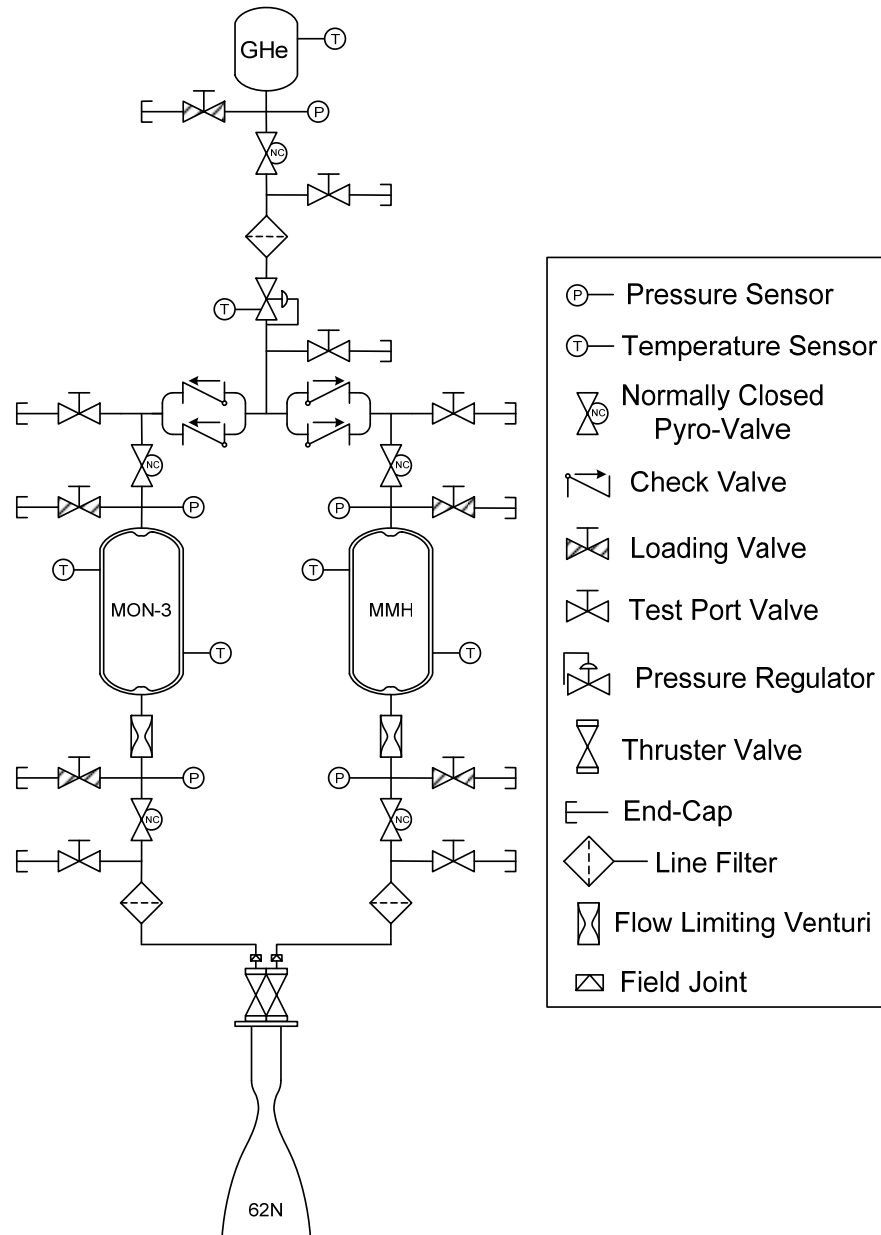 GHe
T
P
NC
T
NC
NC
P
P
T
T
MON-3
MMH
T
T
P
P
NC
NC
62N
P Pressure Sensor
T Temperature Sensor
NC Normally Closed
Pyro-Valve
Check Valve
Loading Valve
Test Port Valve
Pressure Regulator
Thruster Valve
End-Cap
Line Filter
Flow Limiting Venturi
Field Joint